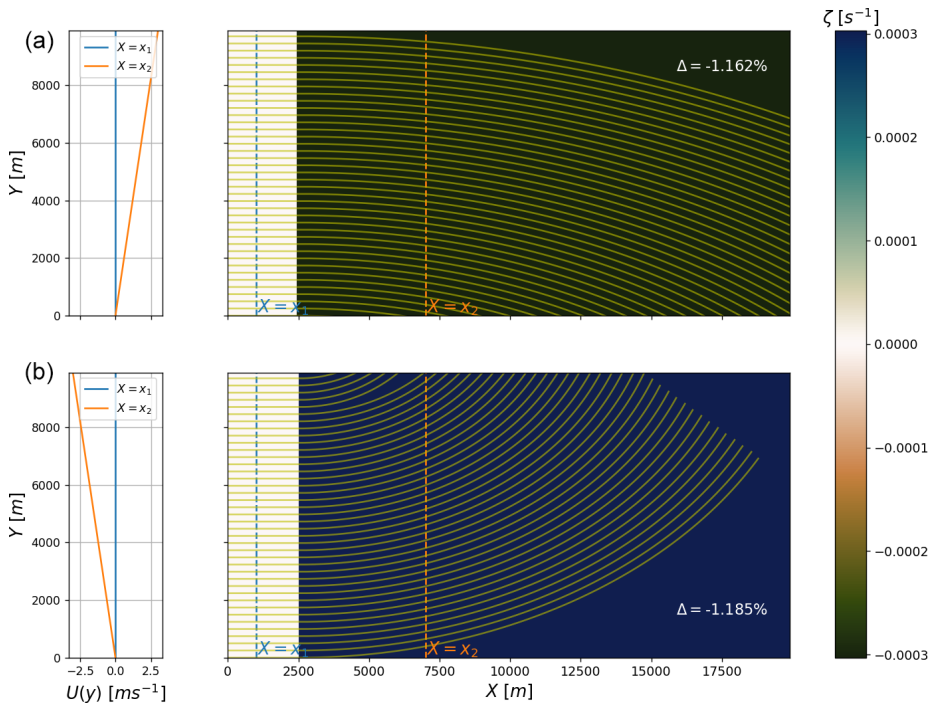 ζ [s⁻¹]
(a)
X = x₁
X = x₂
Y [m]
8000
6000
4000
2000
0
Δ = -1.162%
X = x₁
X = x₂
(b)
X = x₁
X = x₂
Y [m]
8000
6000
4000
2000
0
−2.5
0.0
2.5
U(y) [ms⁻¹]
Δ = -1.185%
X = x₁
X = x₂
0
2500
5000
7500
10000
12500
15000
17500
X [m]
0.0003
0.0002
0.0001
0.0000
−0.0001
−0.0002
−0.0003